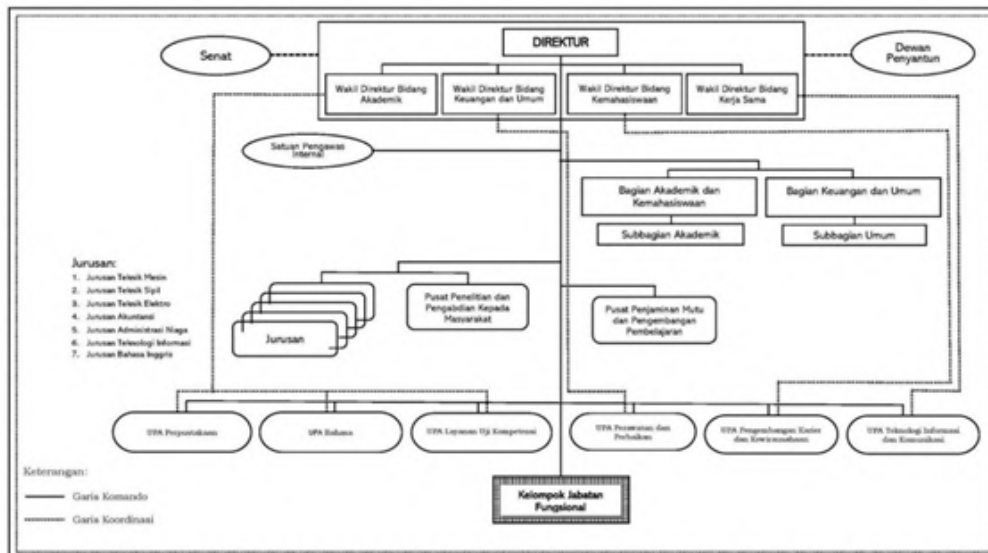 DIREKTUR
Senat
Dewan
Penyantun
Wakil Direktur Bidang
Akademik
Wakil Direktur Bidang
Keuangan dan Umum
Wakil Direktur Bidang
Kemahasiswaan
Wakil Direktur Bidang
Kerja Sama
Satuan Pengawas
Internal
Bagian Akademik dan
Kemahasiswaan
Bagian Keuangan dan Umum
Subbagian Akademik
Subbagian Umum
Jurusan:
1. Jurusan Teknik Mesin
2. Jurusan Teknik Sipil
3. Jurusan Teknik Elektro
4. Jurusan Akuntansi
5. Jurusan Administrasi Niaga
6. Jurusan Teknologi Informasi
7. Jurusan Bahasa Inggris
Jurusan
Pusat Penelitian dan
Pengabdian Kepada
Masyarakat
Pusat Penjaminan Mutu
dan Pengembangan
Pembelajaran
UPA Perpustakaan
UPA Bahasa
UPA Layanan Uji Kompetensi
UPA Perawatan dan
Perbaikan
UPA Pengembangan Karier
dan Kewirausahaan
UPA Teknologi Informasi
dan Komunikasi
Keterangan:
Garis Komando
Garis Koordinasi
Kelompok Jabatan
Fungsional